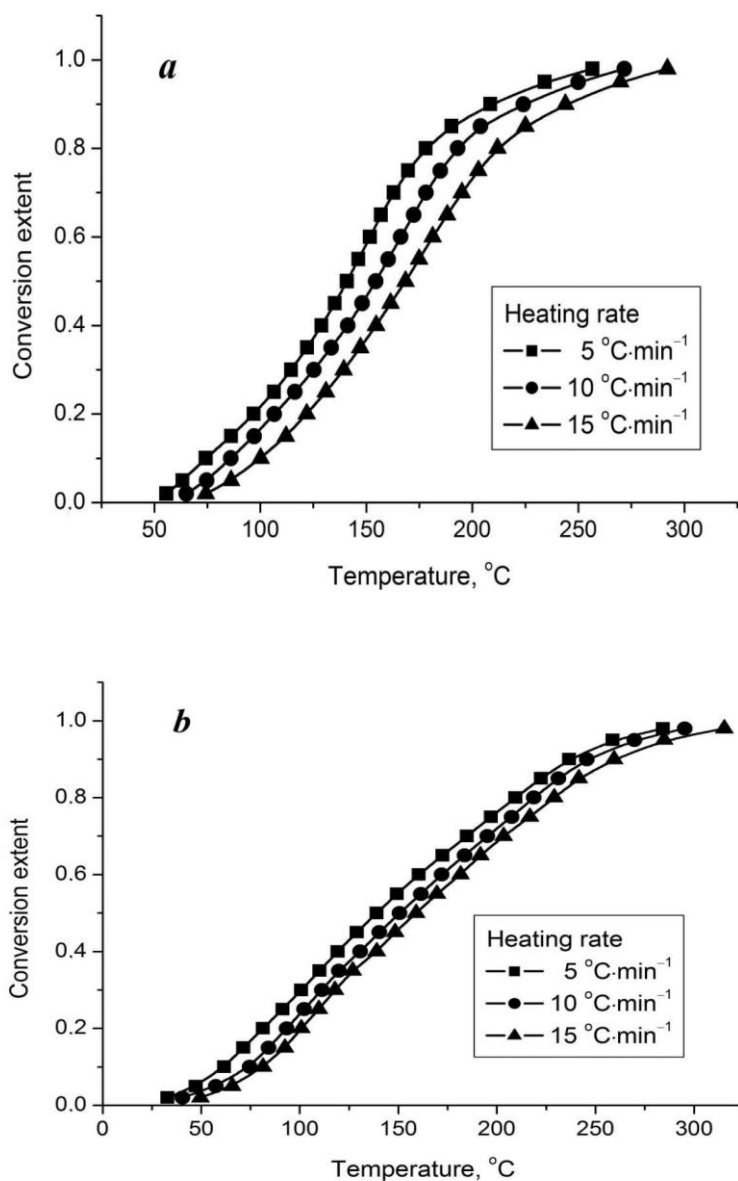 a
1.0
0.8
0.6
0.4
0.2
0.0
Conversion extent
Heating rate
5 °C·min⁻¹
10 °C·min⁻¹
15 °C·min⁻¹
50 100 150 200 250 300
Temperature, °C
b
1.0
0.8
0.6
0.4
0.2
0.0
Conversion extent
Heating rate
5 °C·min⁻¹
10 °C·min⁻¹
15 °C·min⁻¹
0 50 100 150 200 250 300
Temperature, °C